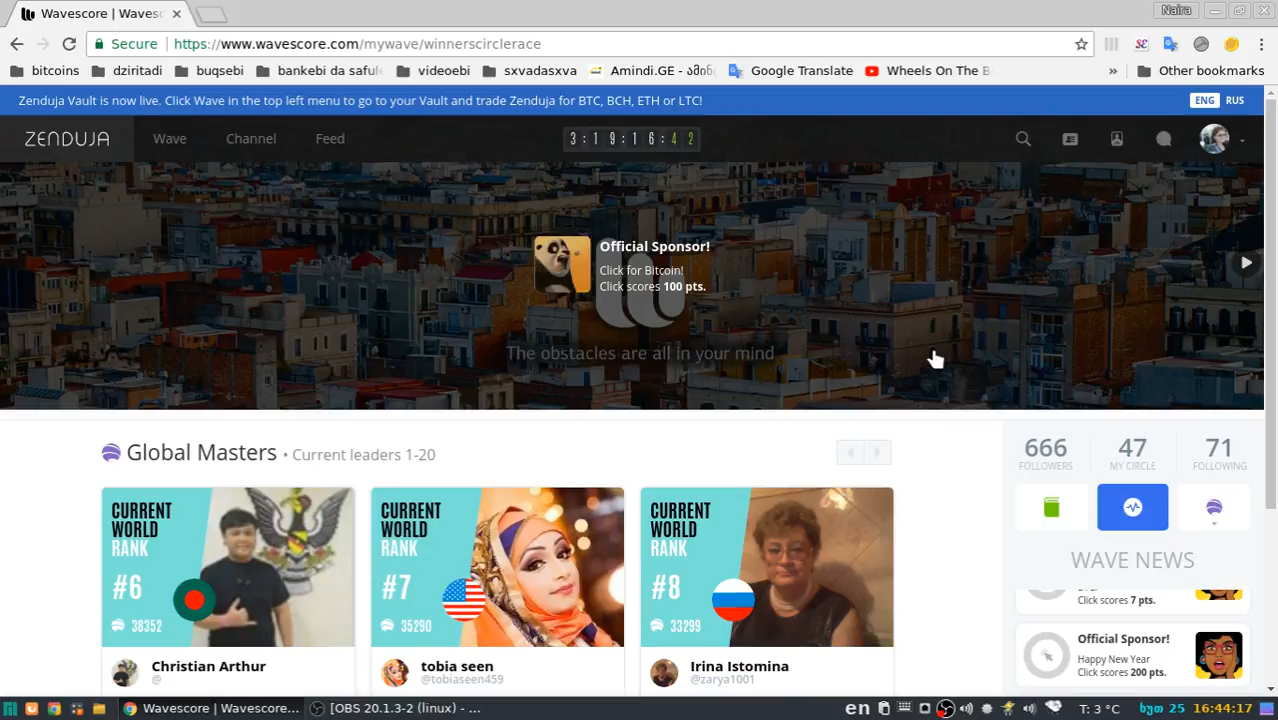 Wavescore | Wavesc
Naira
Secure
https://www.wavescore.com/mywave/winnerscirclerace
bitcoins
dziritadi
buqsebi
bankebi da safule
videoebi
sxvadasxva
Amindi.GE - ამინ
Google Translate
Wheels On The B
»
Other bookmarks
Zenduja Vault is now live. Click Wave in the top left menu to go to your Vault and trade Zenduja for BTC, BCH, ETH or LTC!
ENG
RUS
ZENDUJA
Wave
Channel
Feed
3:19:16:42
Official Sponsor!
Click for Bitcoin!
Click scores 100 pts.
The obstacles are all in your mind
Global Masters • Current leaders 1-20
666
FOLLOWERS
47
MY CIRCLE
71
FOLLOWING
CURRENT
WORLD
RANK
#6
38352
Christian Arthur
@
CURRENT
WORLD
RANK
#7
35290
tobia seen
@tobiaseen459
CURRENT
WORLD
RANK
#8
33299
Irina Istomina
@zarya1001
WAVE NEWS
Click scores 7 pts.
Official Sponsor!
Happy New Year
Click scores 200 pts.
Wavescore | Wavesc...
[OBS 20.1.3-2 (linux) - ...
en
T: 3 °C
ხუთ 25
16:44:17